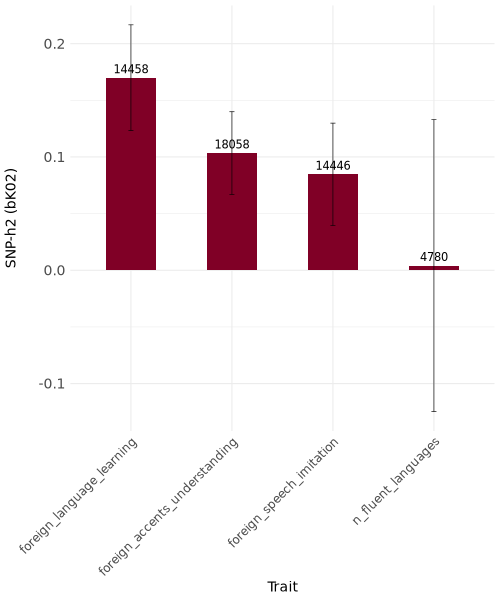 0.2
0.1
0.0
-0.1
SNP-h2 (bK02)
14458
18058
14446
4780
foreign_language_learning
foreign_accents_understanding
foreign_speech_imitation
n_fluent_languages
Trait